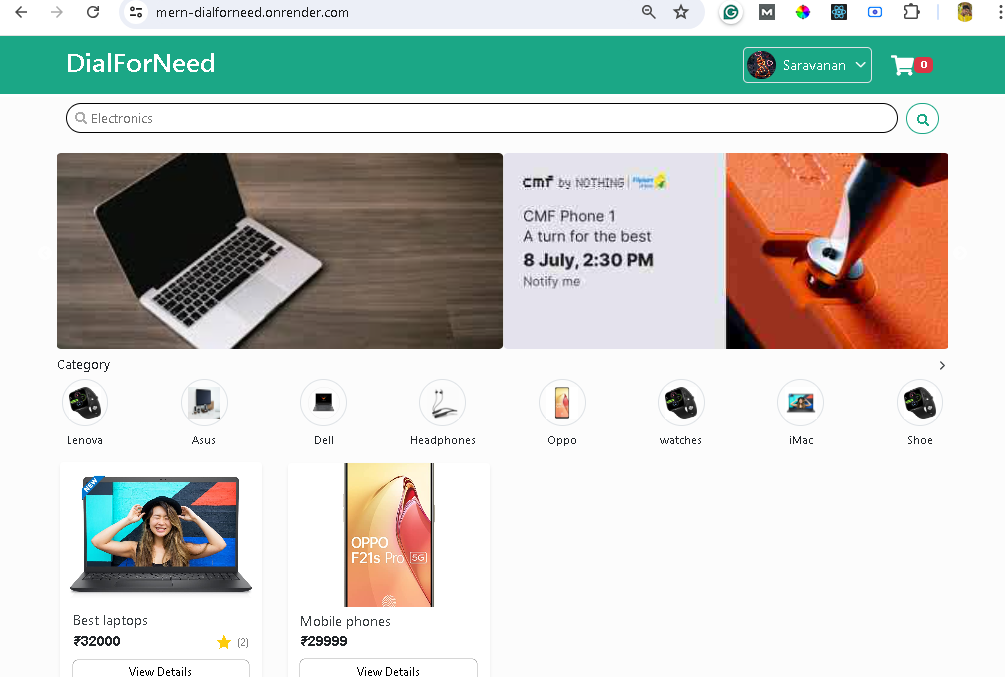 mern-dialforneed.onrender.com
DialForNeed
Saravanan
0
Electronics
cmf by NOTHING
CMF Phone 1
A turn for the best
8 July, 2:30 PM
Notify me
Category
Lenova Asus Dell Headphones Oppo watches iMac Shoe
NEW
OPPO
F21s Pro 5G
Best laptops
₹32000 (2)
View Details
Mobile phones
₹29999
View Details